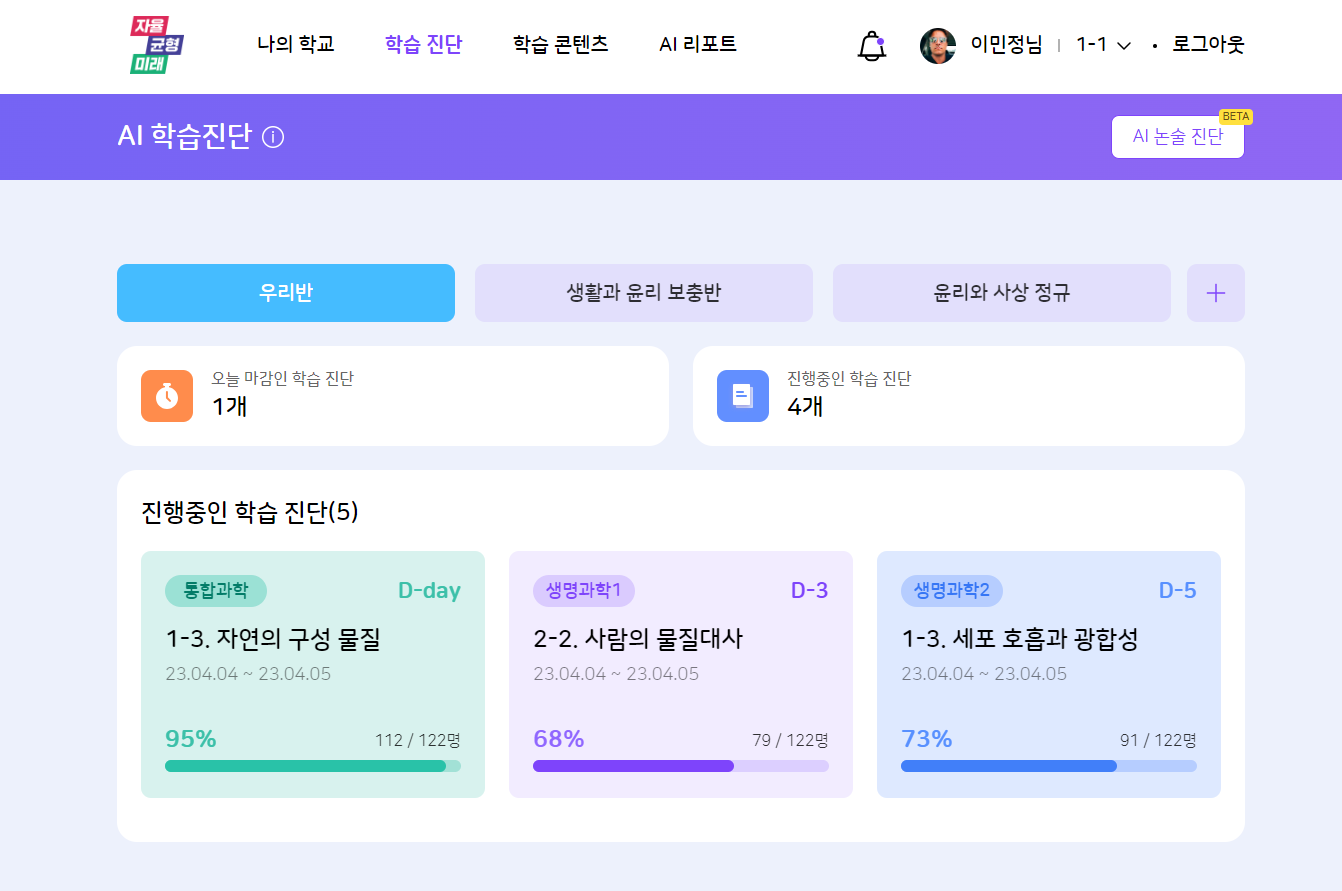 자율
균형
미래
나의 학교
학습 진단
학습 콘텐츠
AI 리포트
이민정님
1-1
로그아웃
AI 학습진단
BETA
AI 논술 진단
우리반
생활과 윤리 보충반
윤리와 사상 정규
오늘 마감인 학습 진단
1개
진행중인 학습 진단
4개
진행중인 학습 진단(5)
통합과학
D-day
1-3. 자연의 구성 물질
23.04.04 ~ 23.04.05
95%
112 / 122명
생명과학1
D-3
2-2. 사람의 물질대사
23.04.04 ~ 23.04.05
68%
79 / 122명
생명과학2
D-5
1-3. 세포 호흡과 광합성
23.04.04 ~ 23.04.05
73%
91 / 122명